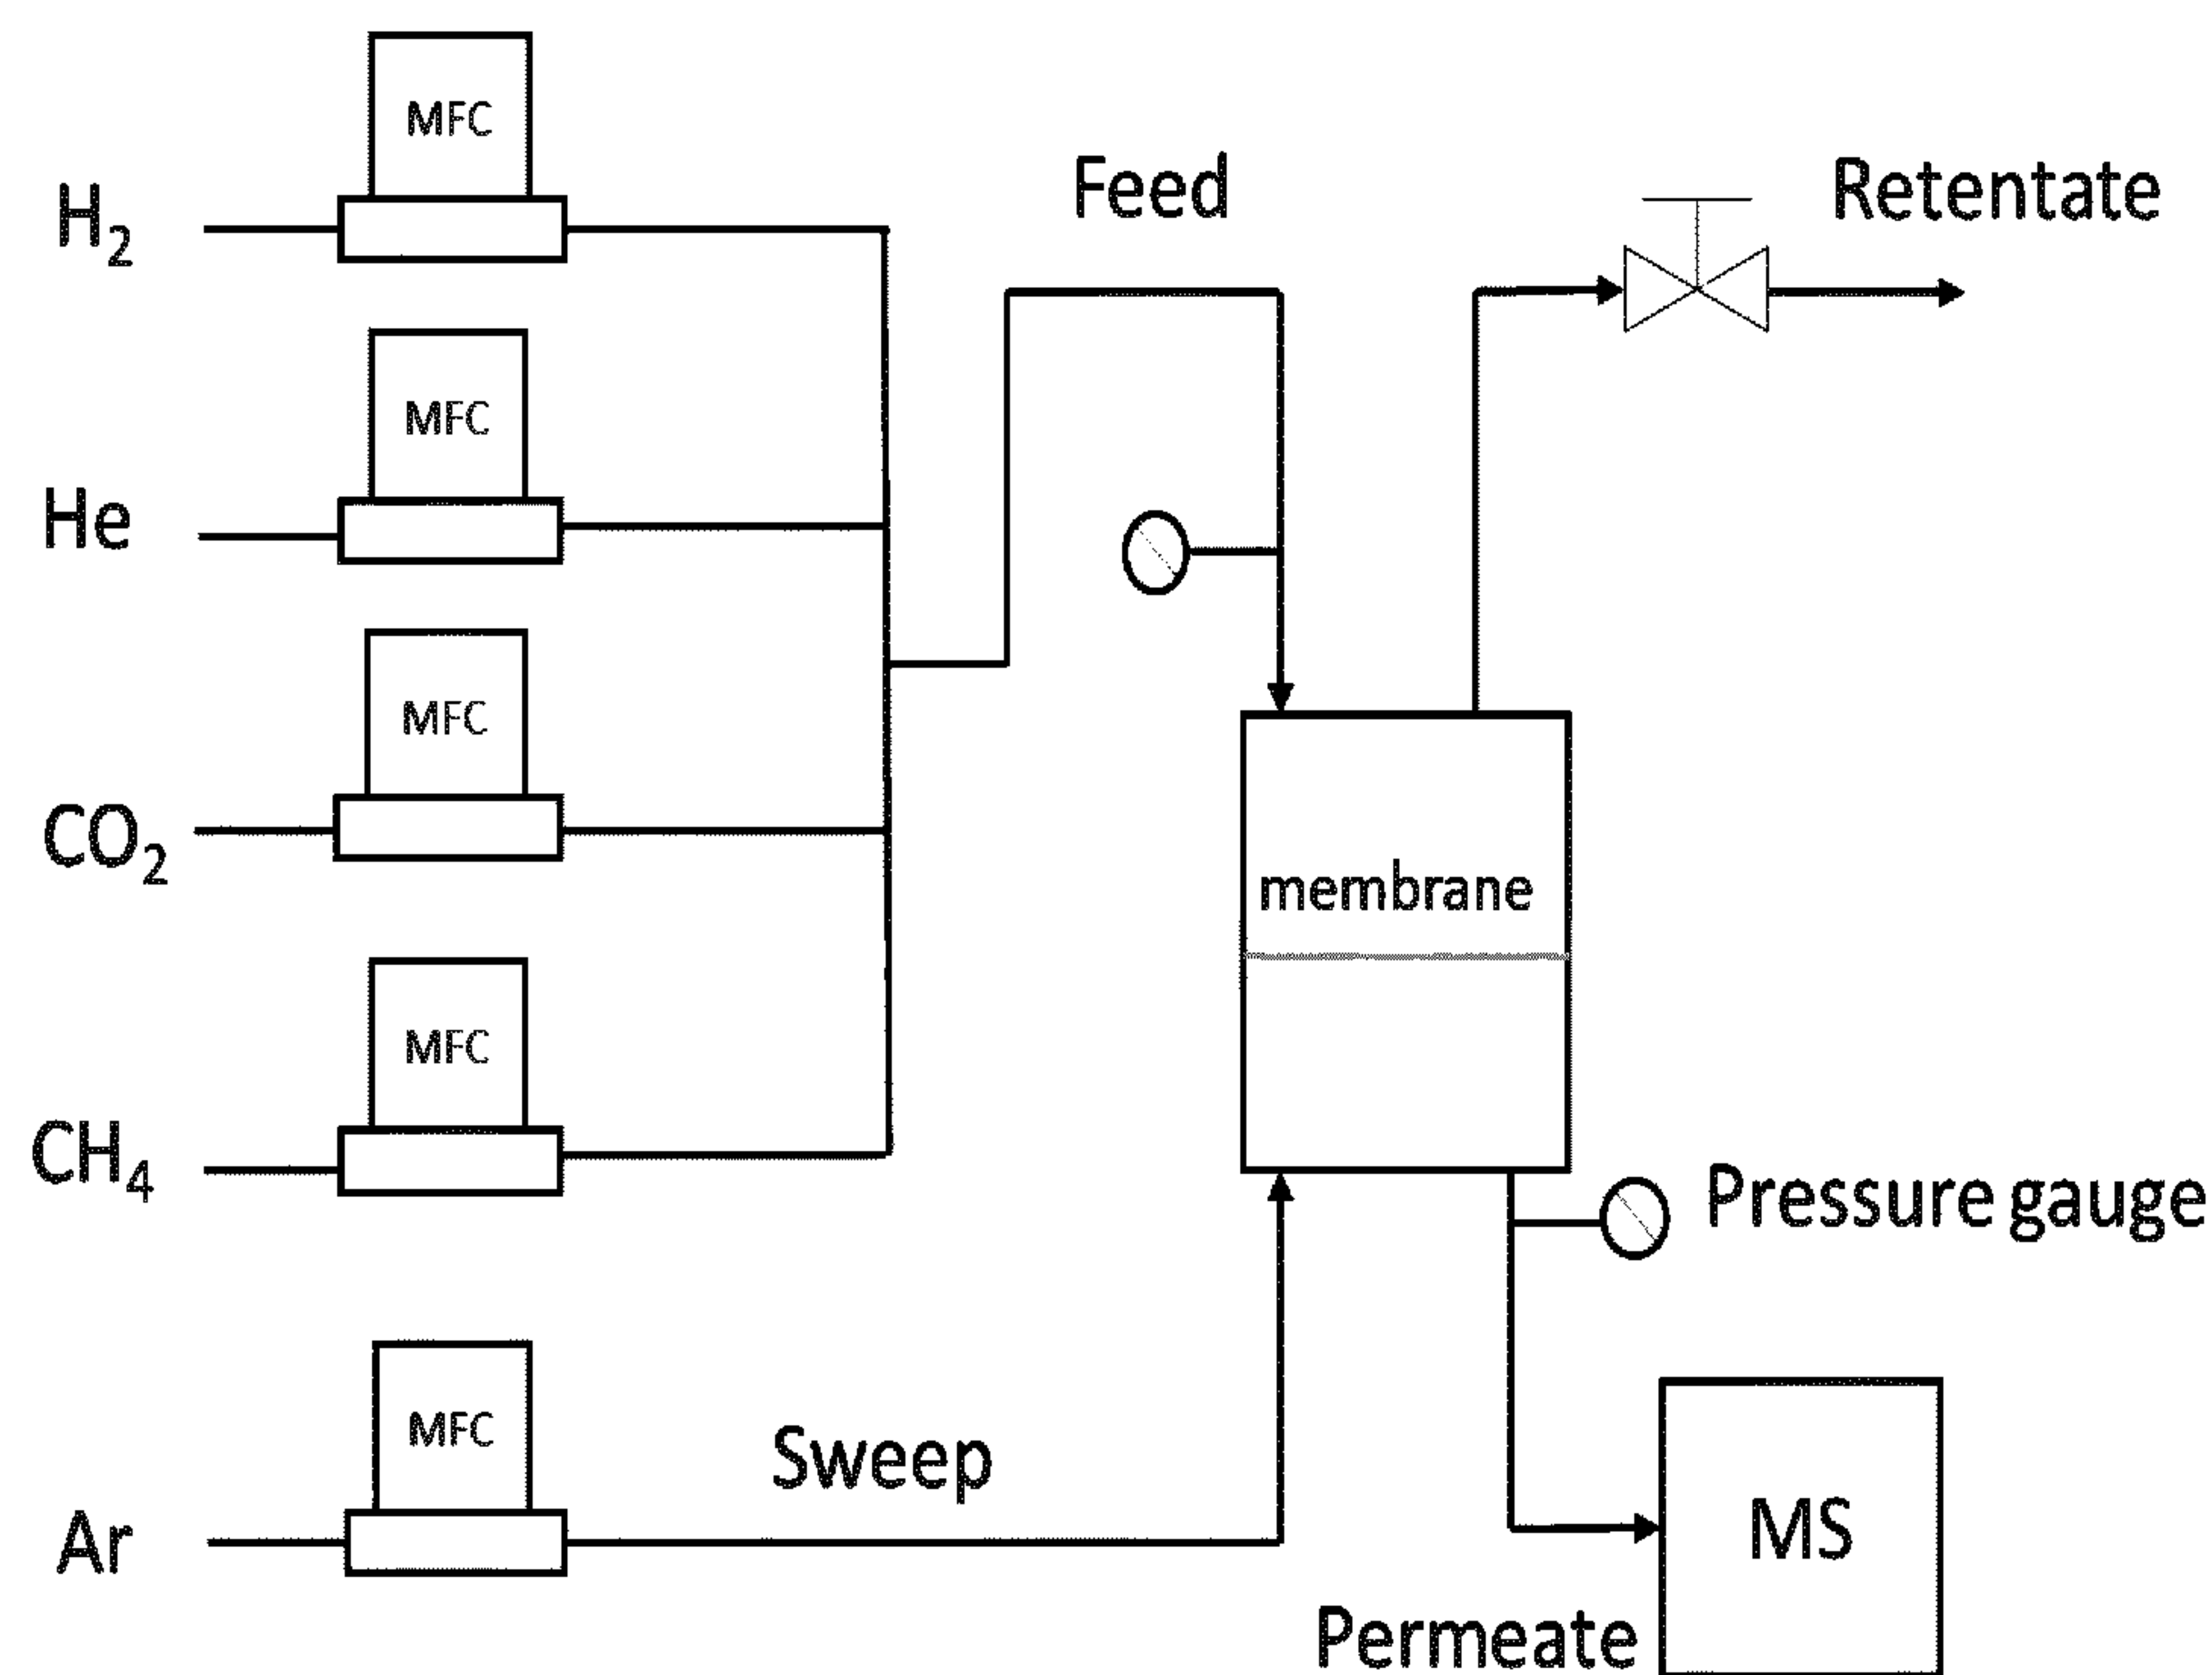 MFC
H₂
Feed
Retentate
MFC
He
MFC
CO₂
membrane
MFC
CH₄
Pressure gauge
MFC
Sweep
Ar
MS
Permeate